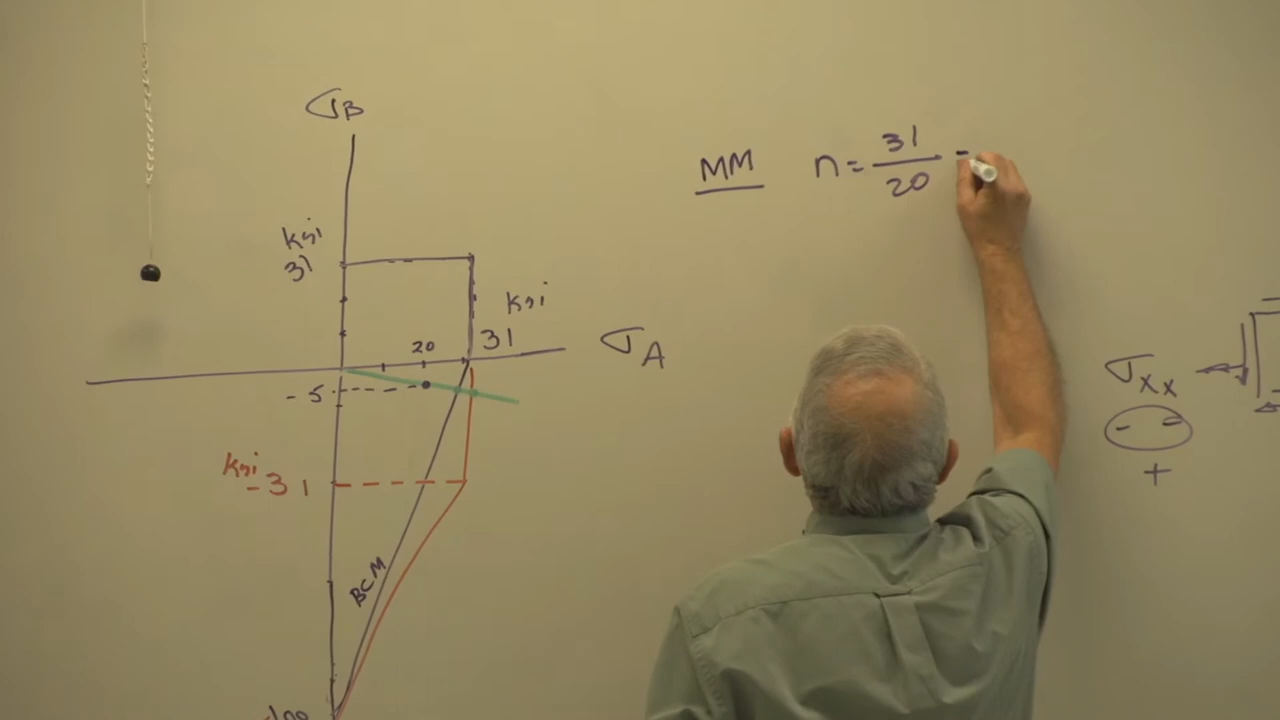 σB
ksi
31
ksi
31
20
σA
-5
ksi
-31
BCM
-100
MM n = 31/20 =
σxx
- =
+